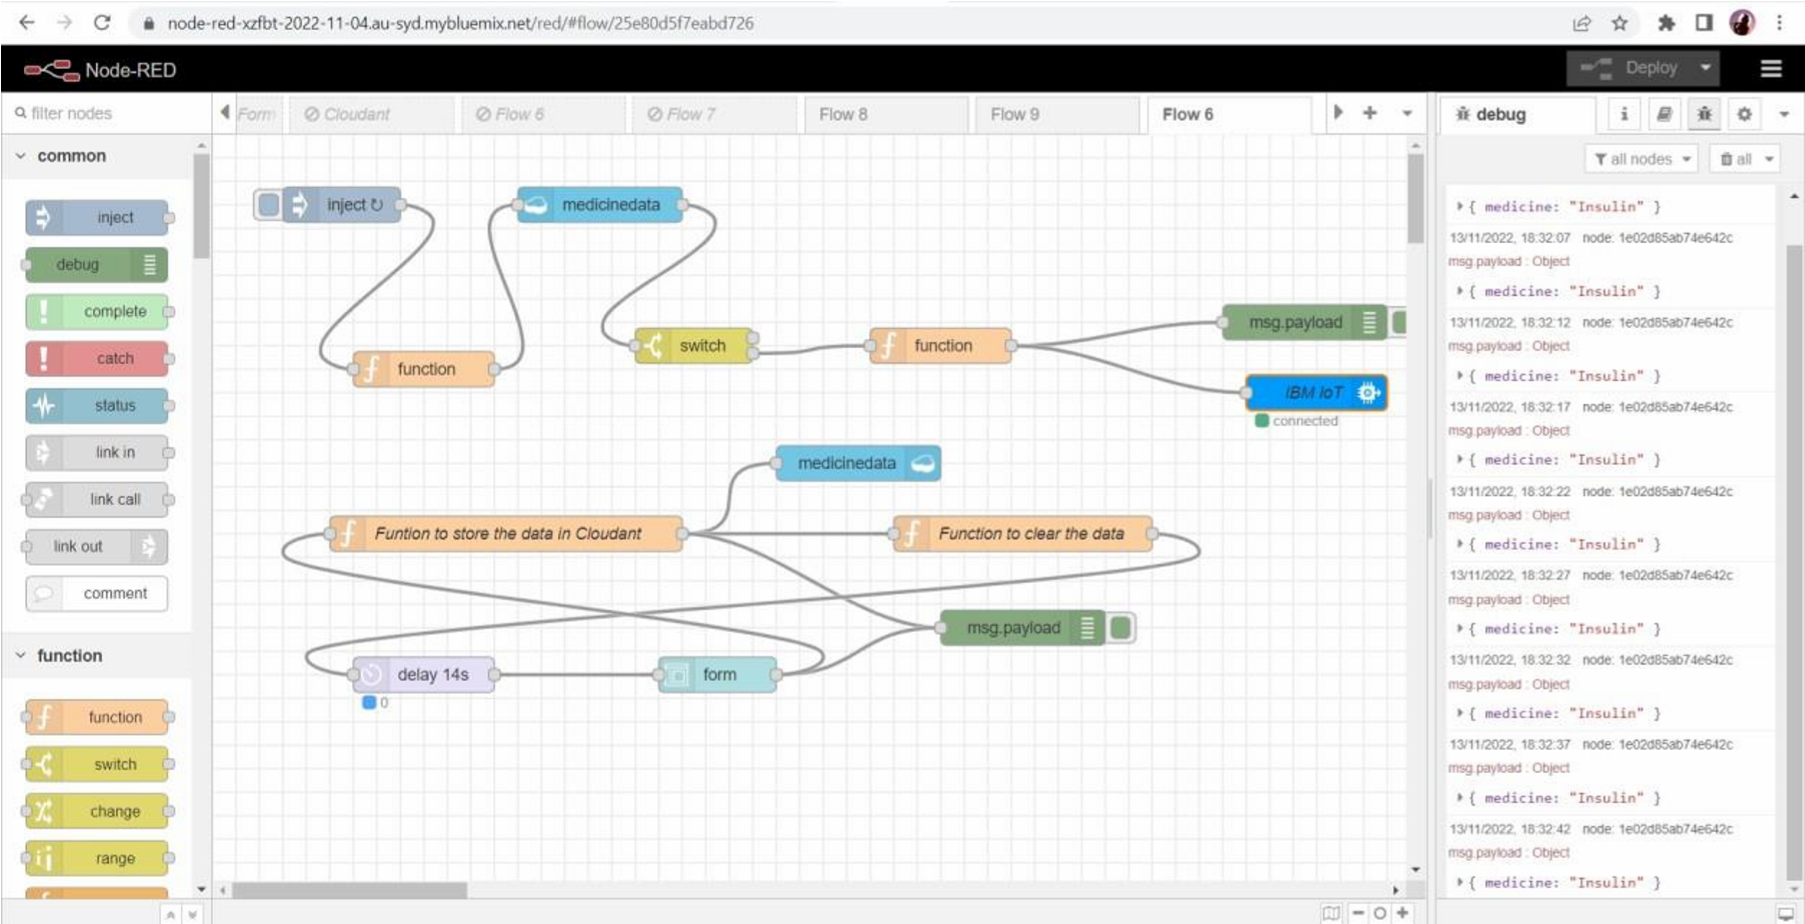 node-red-xzfbt-2022-11-04.au-syd.mybluemix.net/red/#flow/25e80d5f7eabd726
Node-RED
Deploy
filter nodes
Form
Cloudant
Flow 6
Flow 7
Flow 8
Flow 9
Flow 6
debug
all nodes
all
common
inject
debug
complete
catch
status
link in
link call
link out
comment
function
function
switch
change
range
inject ↻
medicinedata
function
switch
function
msg.payload
IBM IoT
connected
medicinedata
Funtion to store the data in Cloudant
Function to clear the data
msg.payload
delay 14s
0
form
{ medicine: "Insulin" }
13/11/2022, 18:32:07 node: 1e02d85ab74e642c
msg.payload : Object
{ medicine: "Insulin" }
13/11/2022, 18:32:12 node: 1e02d85ab74e642c
msg.payload : Object
{ medicine: "Insulin" }
13/11/2022, 18:32:17 node: 1e02d85ab74e642c
msg.payload : Object
{ medicine: "Insulin" }
13/11/2022, 18:32:22 node: 1e02d85ab74e642c
msg.payload : Object
{ medicine: "Insulin" }
13/11/2022, 18:32:27 node: 1e02d85ab74e642c
msg.payload : Object
{ medicine: "Insulin" }
13/11/2022, 18:32:32 node: 1e02d85ab74e642c
msg.payload : Object
{ medicine: "Insulin" }
13/11/2022, 18:32:37 node: 1e02d85ab74e642c
msg.payload : Object
{ medicine: "Insulin" }
13/11/2022, 18:32:42 node: 1e02d85ab74e642c
msg.payload : Object
{ medicine: "Insulin" }